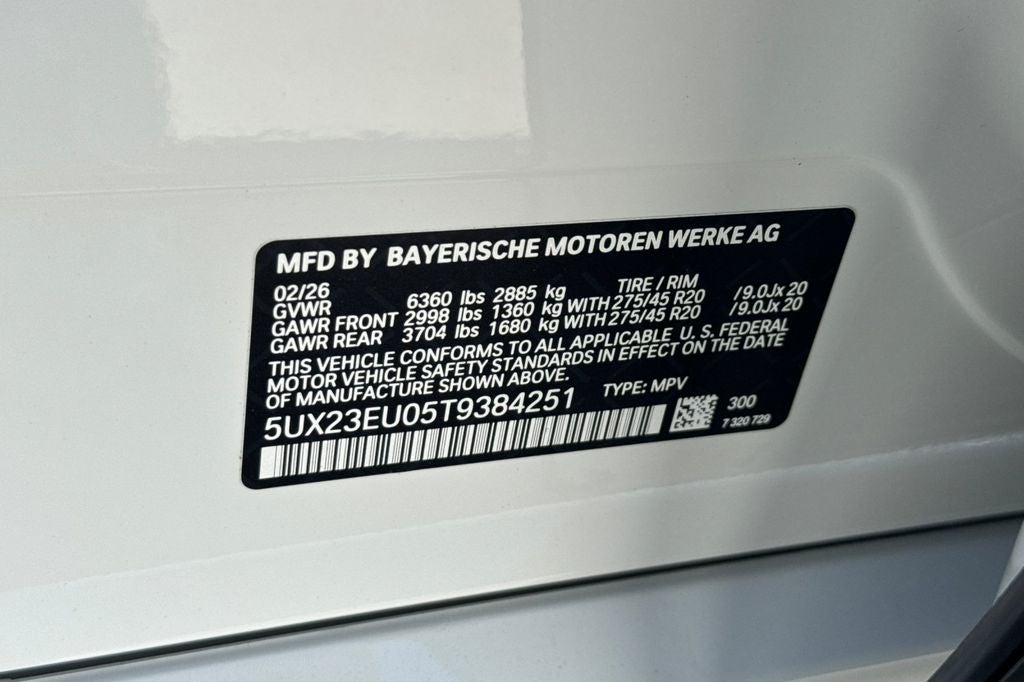 MFD BY BAYERISCHE MOTOREN WERKE AG
02/26 TIRE / RIM
GVWR 6360 lbs 2885 kg
GAWR FRONT 2998 lbs 1360 kg WITH 275/45 R20 /9.0Jx20
GAWR REAR 3704 lbs 1680 kg WITH 275/45 R20 /9.0Jx20
THIS VEHICLE CONFORMS TO ALL APPLICABLE U. S. FEDERAL
MOTOR VEHICLE SAFETY STANDARDS IN EFFECT ON THE DATE
OF MANUFACTURE SHOWN ABOVE.
5UX23EU05T9384251 TYPE: MPV
300
7 320 729